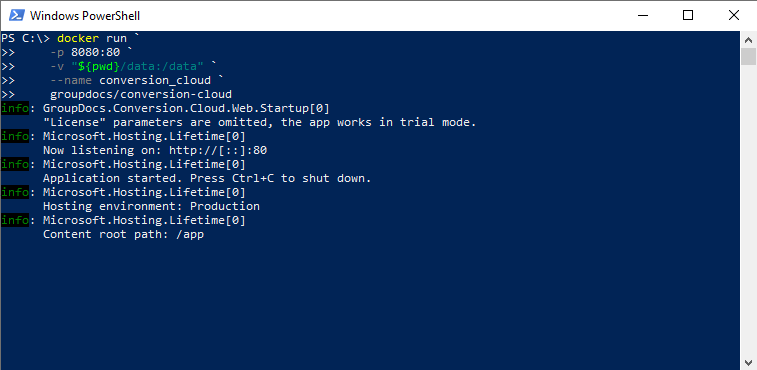 Windows PowerShell
PS C:\> docker run `
>>     -p 8080:80 `
>>     -v "${pwd}/data:/data" `
>>     --name conversion_cloud `
>>     groupdocs/conversion-cloud
info: GroupDocs.Conversion.Cloud.Web.Startup[0]
      "License" parameters are omitted, the app works in trial mode.
info: Microsoft.Hosting.Lifetime[0]
      Now listening on: http://[::]:80
info: Microsoft.Hosting.Lifetime[0]
      Application started. Press Ctrl+C to shut down.
info: Microsoft.Hosting.Lifetime[0]
      Hosting environment: Production
info: Microsoft.Hosting.Lifetime[0]
      Content root path: /app